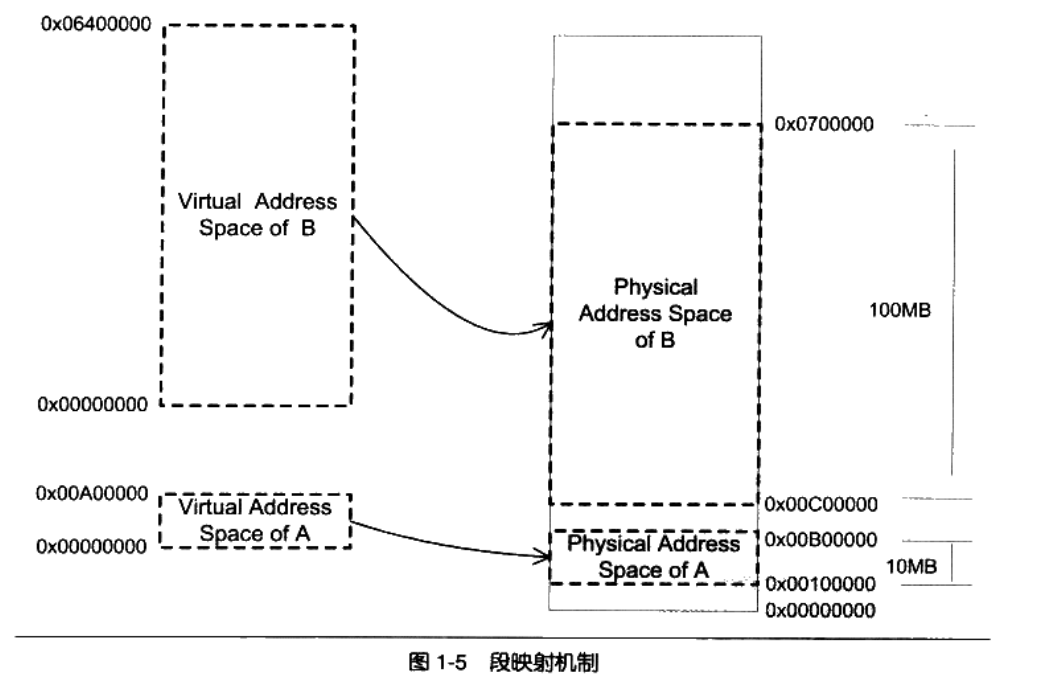 0x06400000
Virtual Address
Space of B
0x00000000
0x00A00000
Virtual Address
Space of A
0x00000000
0x0700000
Physical
Address Space
of B
100MB
0x00C00000
0x00B00000
Physical Address
Space of A
10MB
0x00100000
0x00000000
图 1-5 段映射机制